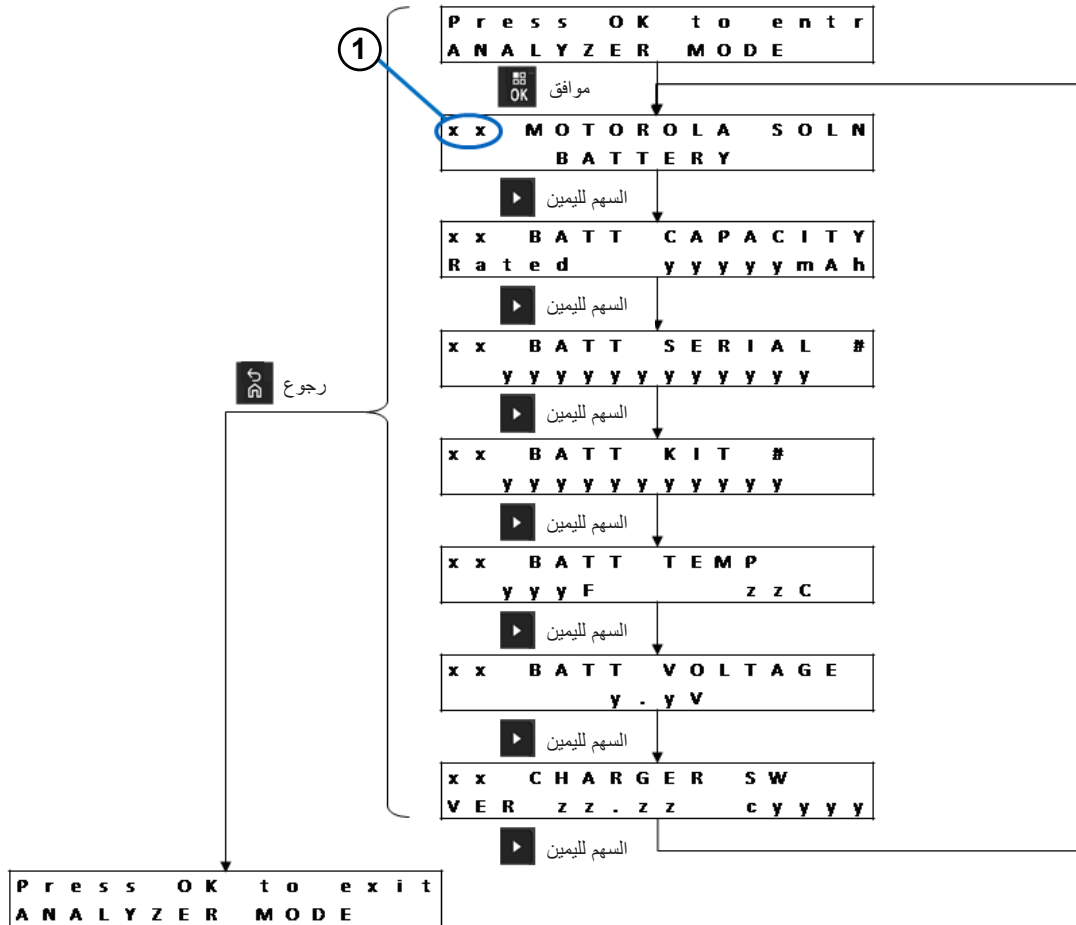 Press OK to entr
ANALYZER MODE
1
OK موافق
xx MOTOROLA SOLN
BATTERY
السهم لليمين
xx BATT CAPACITY
Rated yyyyymAh
السهم لليمين
xx BATT SERIAL #
yyyyyyyyyyyy
رجوع
السهم لليمين
xx BATT KIT #
yyyyyyyyyyy
السهم لليمين
xx BATT TEMP
yyyF zzC
السهم لليمين
xx BATT VOLTAGE
y.yV
السهم لليمين
xx CHARGER SW
VER zz.zz cyyyy
السهم لليمين
Press OK to exit
ANALYZER MODE